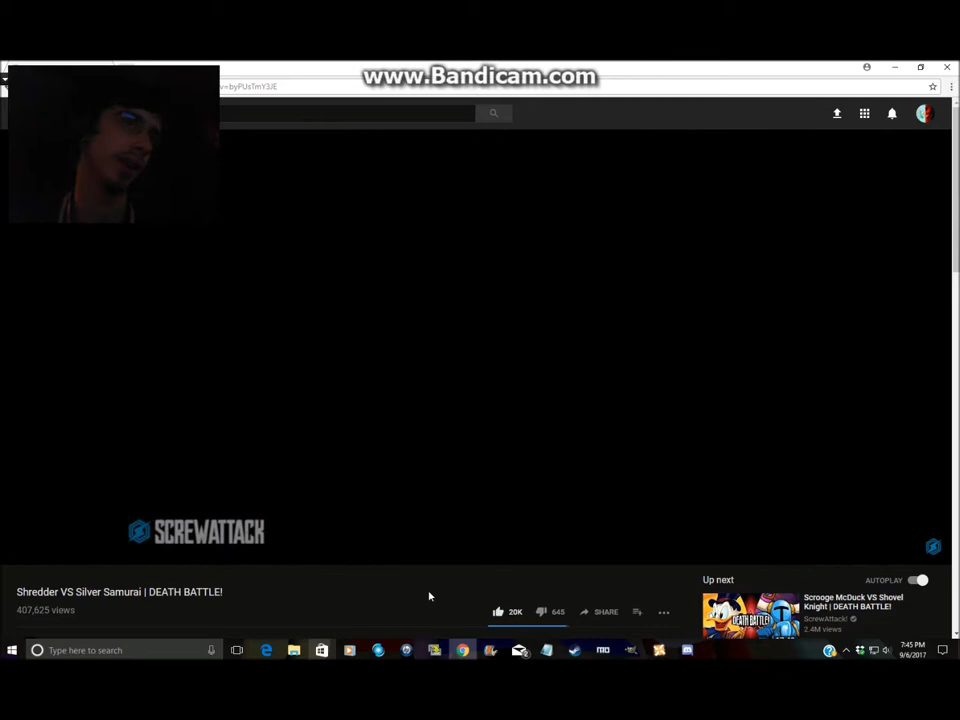 www.Bandicam.com
v=byPUsTmY3JE
SCREWATTACK
Shredder VS Silver Samurai | DEATH BATTLE!
407,625 views
20K
645
SHARE
Up next
AUTOPLAY
DEATH BATTLE!
Scrooge McDuck VS Shovel
Knight | DEATH BATTLE!
ScrewAttack!
2.4M views
Type here to search
7:45 PM
9/6/2017